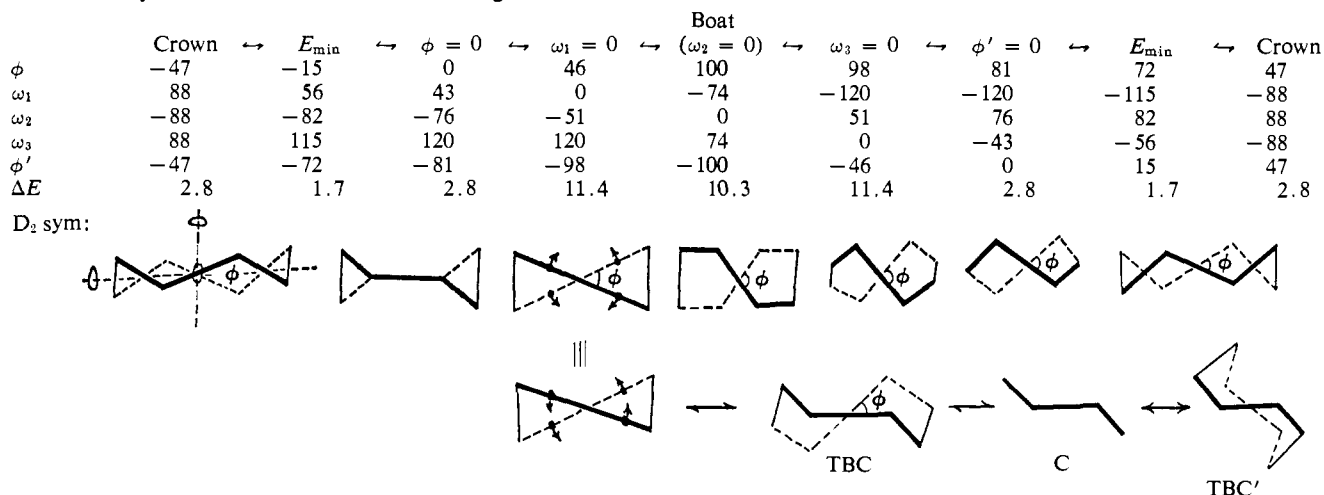 Boat
Crown ↔ Emin ↔ ϕ = 0 ↔ ω1 = 0 ↔ (ω2 = 0) ↔ ω3 = 0 ↔ ϕ′ = 0 ↔ Emin ↔ Crown
ϕ −47 −15 0 46 100 98 81 72 47
ω1 88 56 43 0 −74 −120 −120 −115 −88
ω2 −88 −82 −76 −51 0 51 76 82 88
ω3 88 115 120 120 74 0 −43 −56 −88
ϕ′ −47 −72 −81 −98 −100 −46 0 15 47
ΔE 2.8 1.7 2.8 11.4 10.3 11.4 2.8 1.7 2.8
D2 sym:
ϕ ϕ ϕ ϕ ϕ ϕ
ϕ
TBC C
TBC′